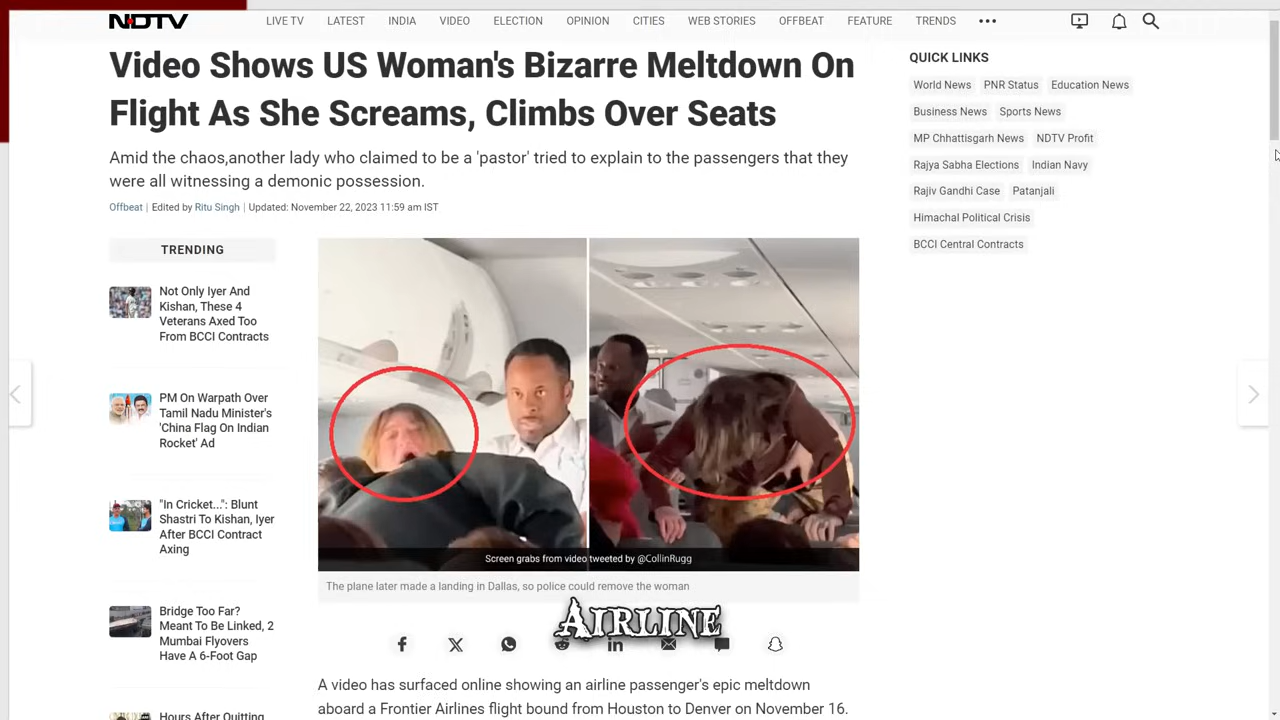 NDTV
LIVE TV
LATEST
INDIA
VIDEO
ELECTION
OPINION
CITIES
WEB STORIES
OFFBEAT
FEATURE
TRENDS
Video Shows US Woman's Bizarre Meltdown On
Flight As She Screams, Climbs Over Seats
Amid the chaos,another lady who claimed to be a 'pastor' tried to explain to the passengers that they
were all witnessing a demonic possession.
Offbeat | Edited by Ritu Singh | Updated: November 22, 2023 11:59 am IST
TRENDING
Not Only Iyer And
Kishan, These 4
Veterans Axed Too
From BCCI Contracts
PM On Warpath Over
Tamil Nadu Minister's
'China Flag On Indian
Rocket' Ad
"In Cricket...": Blunt
Shastri To Kishan, Iyer
After BCCI Contract
Axing
Bridge Too Far?
Meant To Be Linked, 2
Mumbai Flyovers
Have A 6-Foot Gap
Hours After Quitting
Screen grabs from video tweeted by @CollinRugg
The plane later made a landing in Dallas, so police could remove the woman
AIRLINE
A video has surfaced online showing an airline passenger's epic meltdown
aboard a Frontier Airlines flight bound from Houston to Denver on November 16.
QUICK LINKS
World News
PNR Status
Education News
Business News
Sports News
MP Chhattisgarh News
NDTV Profit
Rajya Sabha Elections
Indian Navy
Rajiv Gandhi Case
Patanjali
Himachal Political Crisis
BCCI Central Contracts